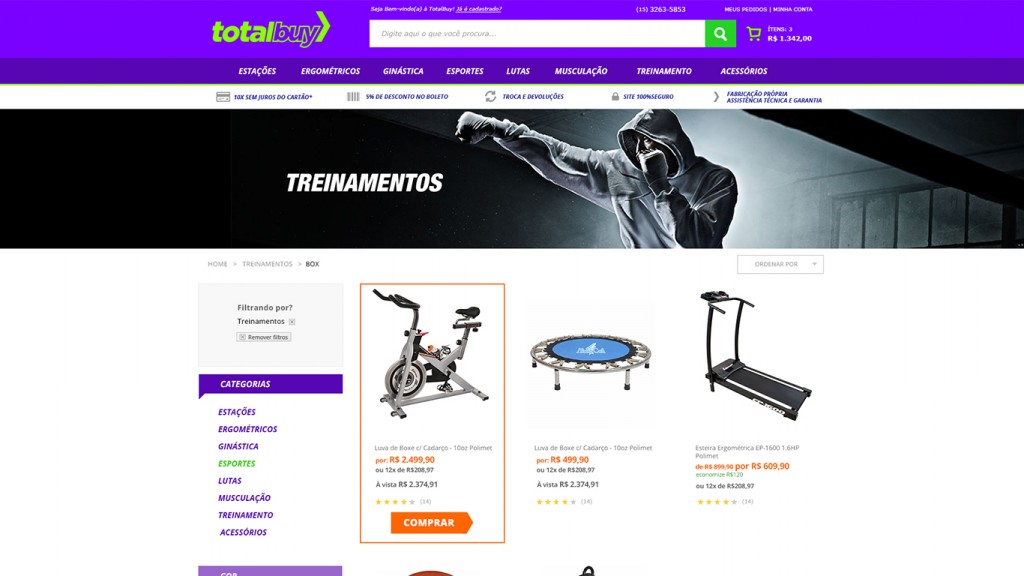 totalbuy
Seja Bem-vindo(a) à TotalBuy! Já é cadastrado?
(15) 3263-5853
MEUS PEDIDOS | MINHA CONTA
Digite aqui o que você procura...
ÍTENS: 3
R$ 1.342,00
ESTAÇÕES ERGOMÉTRICOS GINÁSTICA ESPORTES LUTAS MUSCULAÇÃO TREINAMENTO ACESSÓRIOS
10X SEM JUROS DO CARTÃO*
5% DE DESCONTO NO BOLETO
TROCA E DEVOLUÇÕES
SITE 100%SEGURO
FABRICAÇÃO PRÓPRIA
ASSISTÊNCIA TÉCNICA E GARANTIA
TREINAMENTOS
HOME > TREINAMENTOS > BOX
ORDENAR POR
Filtrando por?
Treinamentos
Remover filtros
CATEGORIAS
ESTAÇÕES
ERGOMÉTRICOS
GINÁSTICA
ESPORTES
LUTAS
MUSCULAÇÃO
TREINAMENTO
ACESSÓRIOS
COR
Luva de Boxe c/ Cadarço - 10oz Polimet
por: R$ 2.499,90
ou 12x de R$208,97
À vista R$ 2.374,91
(14)
COMPRAR
Luva de Boxe c/ Cadarço - 10oz Polimet
por: R$ 499,90
ou 12x de R$208,97
À vista R$ 2.374,91
(14)
Esteira Ergométrica EP-1600 1.6HP
Polimet
de R$ 899,90 por R$ 609,90
economize R$120
ou 12x de R$208,97
(14)